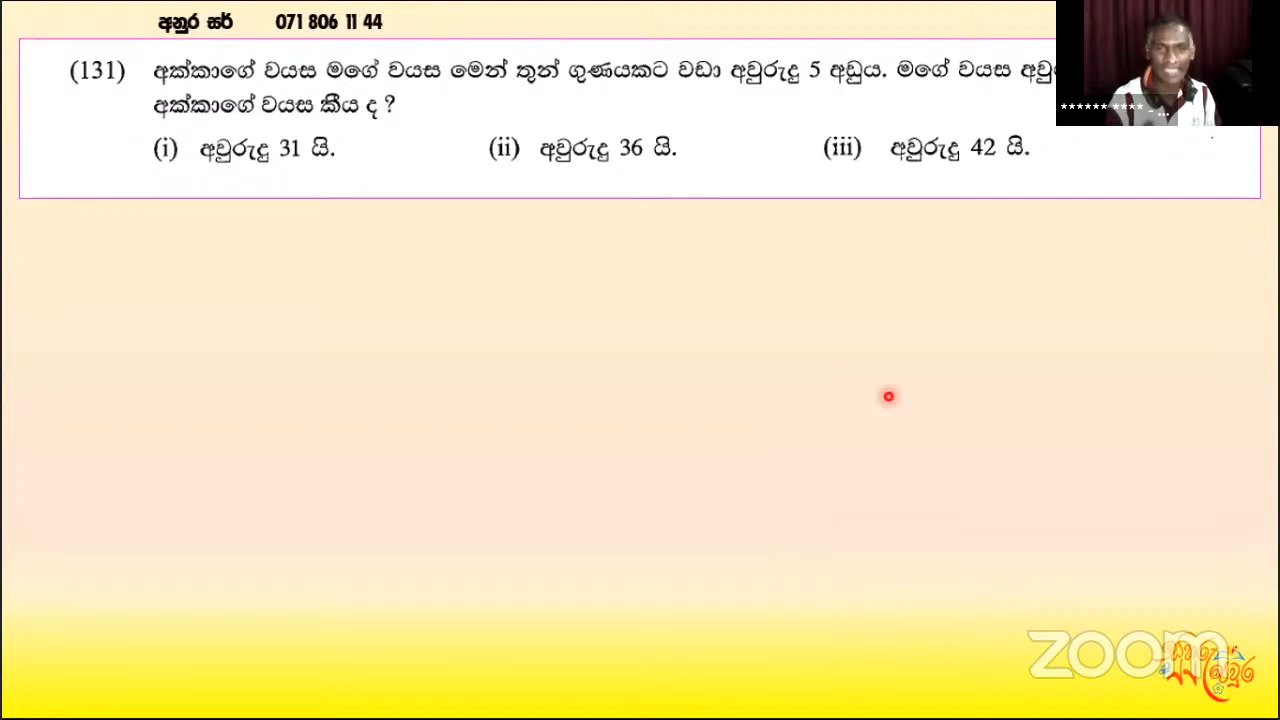 අනුර සර් 071 806 11 44
(131) අක්කාගේ වයස මගේ වයස මෙන් තුන් ගුණයකට වඩා අවුරුදු 5 අඩුය. මගේ වයස
අක්කාගේ වයස කීය ද ?
(i) අවුරුදු 31 යි. (ii) අවුරුදු 36 යි. (iii) අවුරුදු 42 යි.
****** **** - ...
zoom